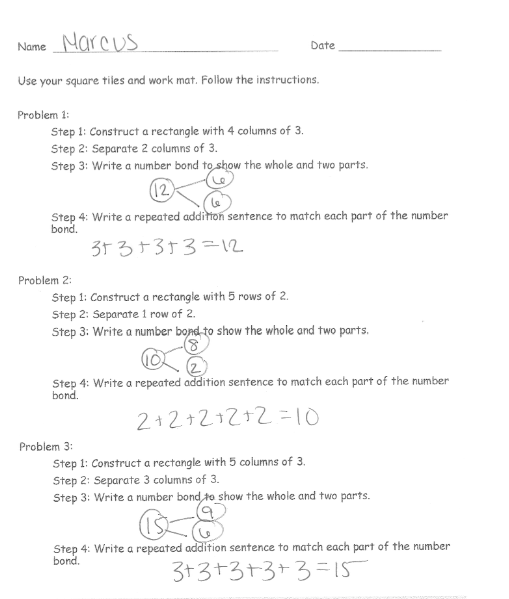 Name Marcus Date
Use your square tiles and work mat. Follow the instructions.
Problem 1:
Step 1: Construct a rectangle with 4 columns of 3.
Step 2: Separate 2 columns of 3.
Step 3: Write a number bond to show the whole and two parts.
6
12
6
Step 4: Write a repeated addition sentence to match each part of the number
bond.
3+3+3+3=12
Problem 2:
Step 1: Construct a rectangle with 5 rows of 2.
Step 2: Separate 1 row of 2.
Step 3: Write a number bond to show the whole and two parts.
8
10
2
Step 4: Write a repeated addition sentence to match each part of the number
bond.
2+2+2+2+2=10
Problem 3:
Step 1: Construct a rectangle with 5 columns of 3.
Step 2: Separate 3 columns of 3.
Step 3: Write a number bond to show the whole and two parts.
9
15
6
Step 4: Write a repeated addition sentence to match each part of the number
bond.
3+3+3+3+3=15